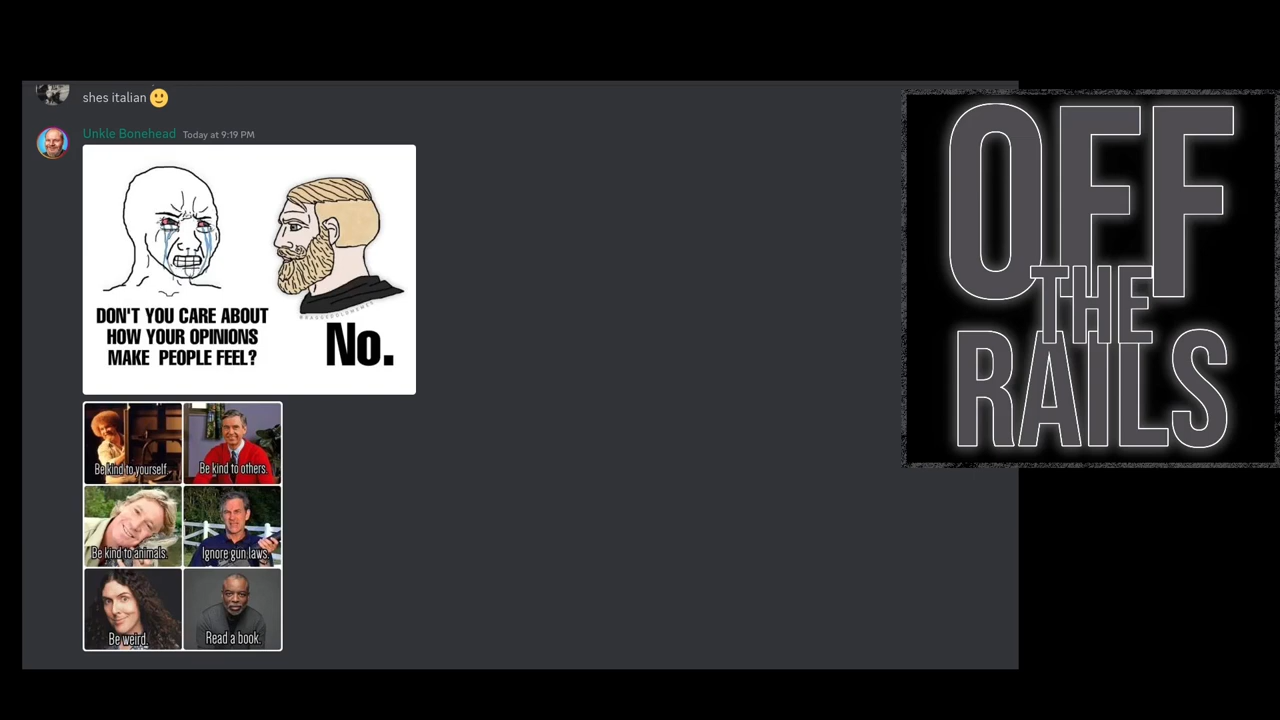 shes italian
Unkle Bonehead Today at 9:19 PM
DON'T YOU CARE ABOUT
HOW YOUR OPINIONS
MAKE PEOPLE FEEL?
No.
Be kind to yourself.
Be kind to others.
Be kind to animals.
Ignore gun laws.
Be weird.
Read a book.
OFF
THE
RAILS